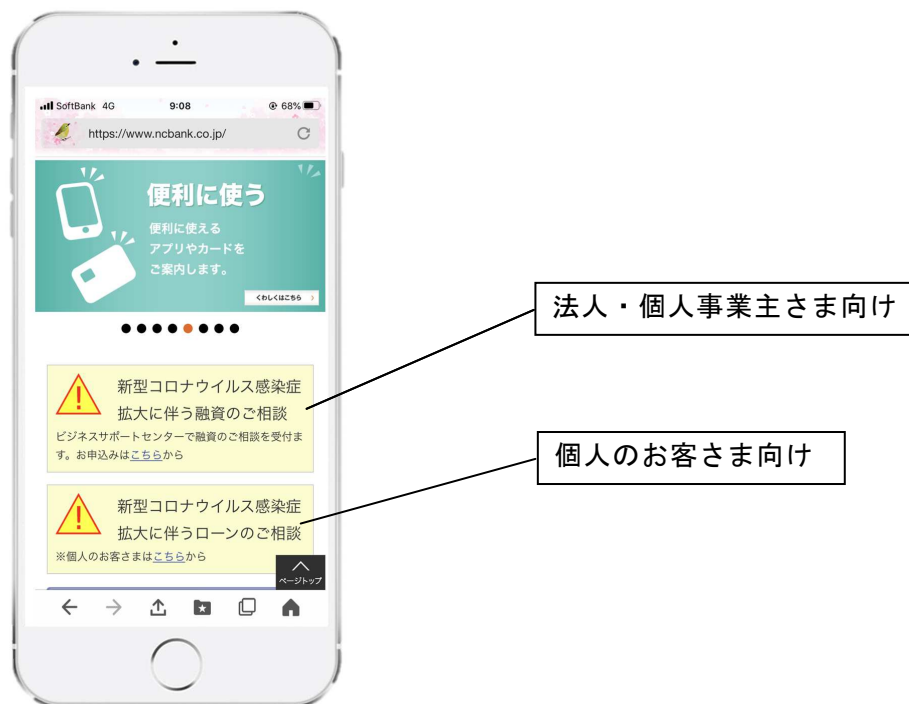 SoftBank 4G 9:08 68%
https://www.ncbank.co.jp/
便利に使う
便利に使える
アプリやカードを
ご案内します。
くわしくはこちら
新型コロナウイルス感染症
拡大に伴う融資のご相談
ビジネスサポートセンターで融資のご相談を受付ま
す。お申込みはこちらから
新型コロナウイルス感染症
拡大に伴うローンのご相談
※個人のお客さまはこちらから
ページトップ
法人・個人事業主さま向け
個人のお客さま向け